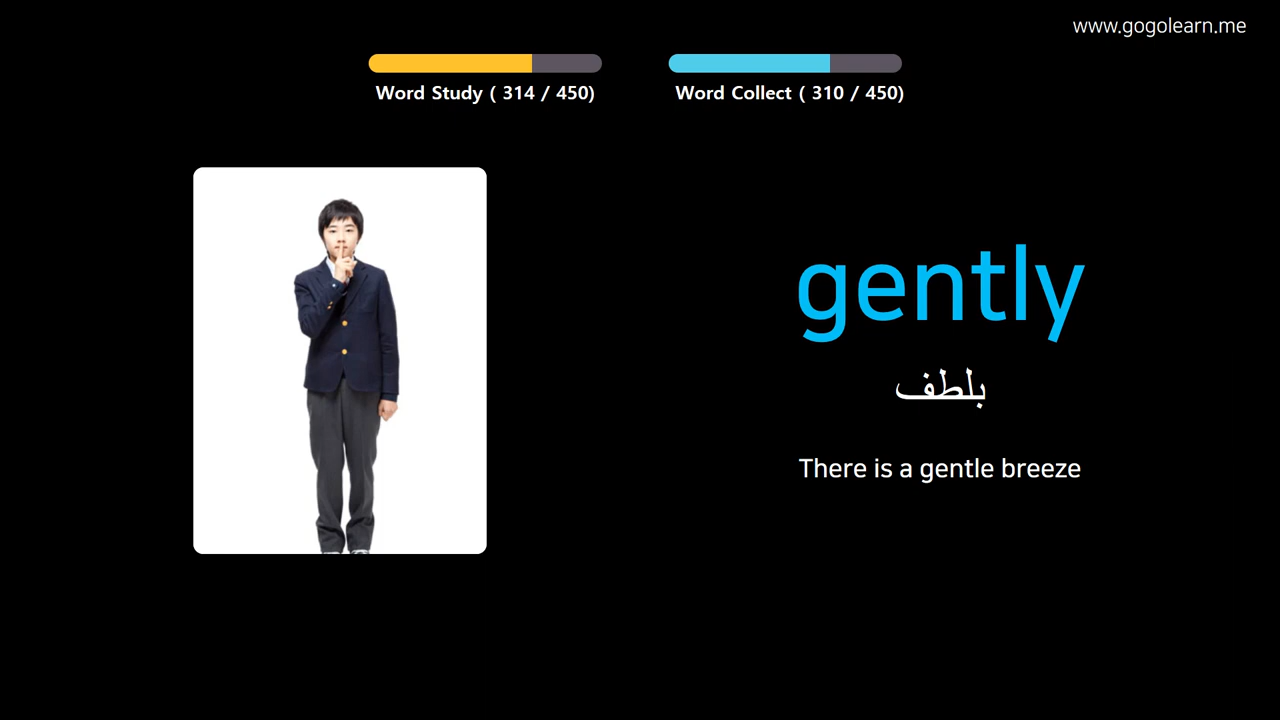 www.gogolearn.me
Word Study ( 314 / 450)
Word Collect ( 310 / 450)
gently
بلطف
There is a gentle breeze